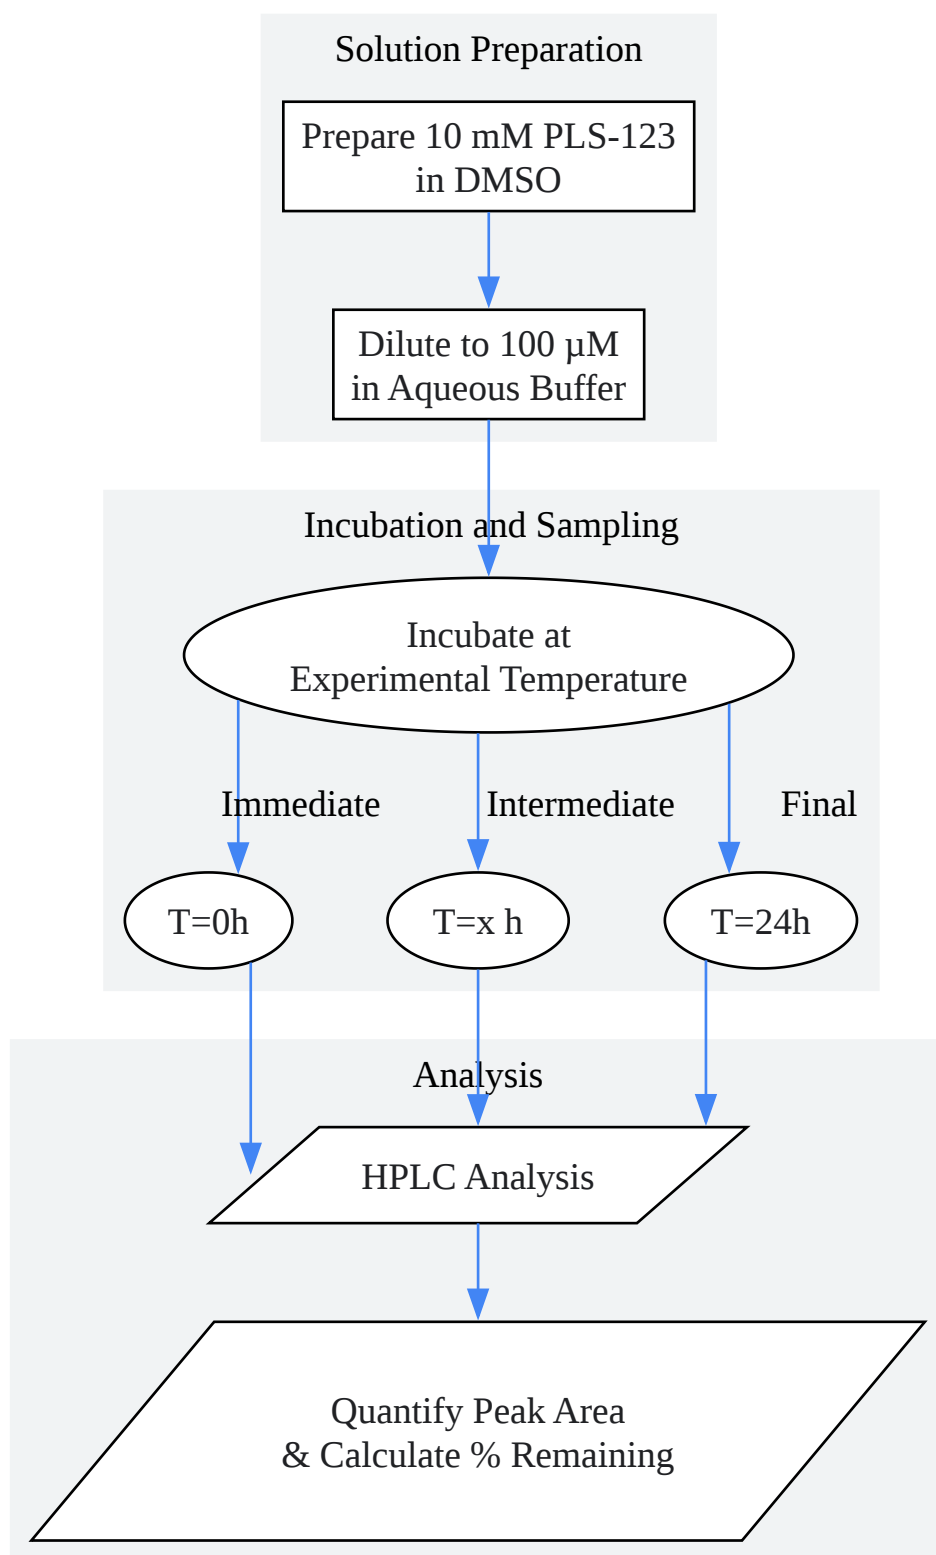 Solution Preparation
Prepare 10 mM PLS-123
in DMSO
Dilute to 100 µM
in Aqueous Buffer
Incubation and Sampling
Incubate at
Experimental Temperature
Immediate
Intermediate
Final
T=0h
T=x h
T=24h
Analysis
HPLC Analysis
Quantify Peak Area
& Calculate % Remaining